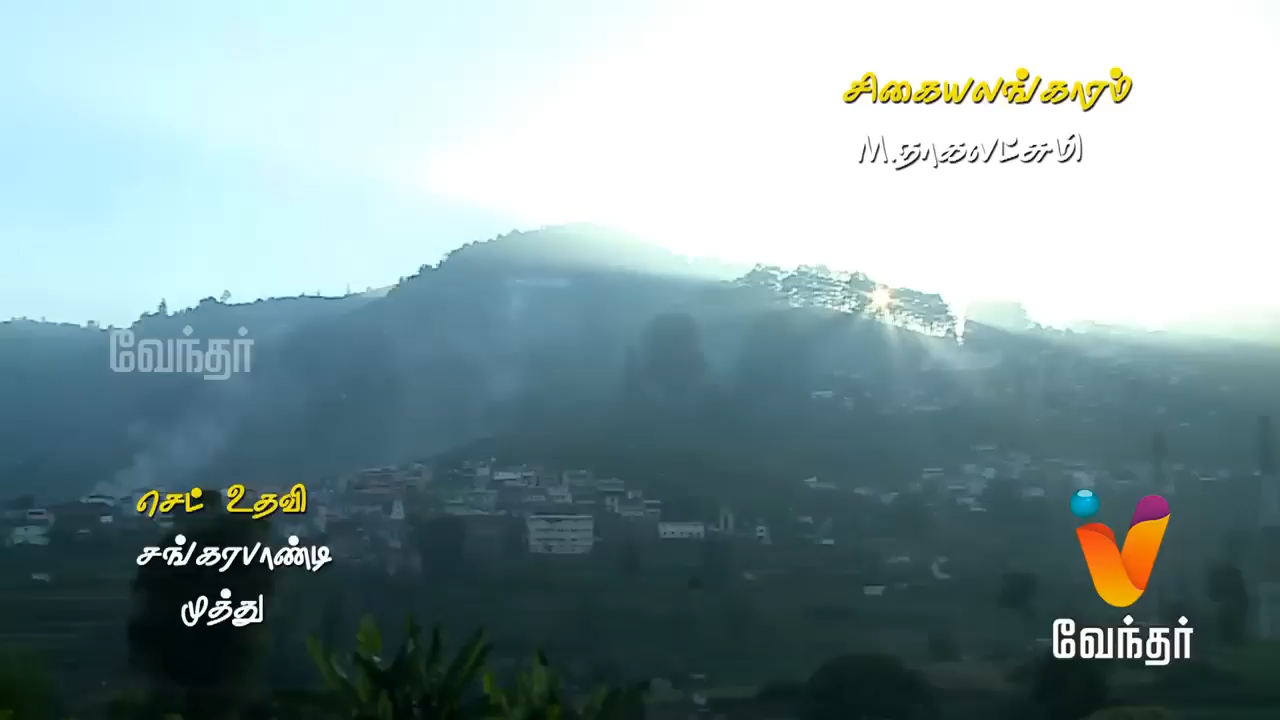 சிகையலங்காரம்
M.நாகலட்சுமி
வேந்தர்
செட் உதவி
சங்கரபாண்டி
முத்து
வேந்தர்